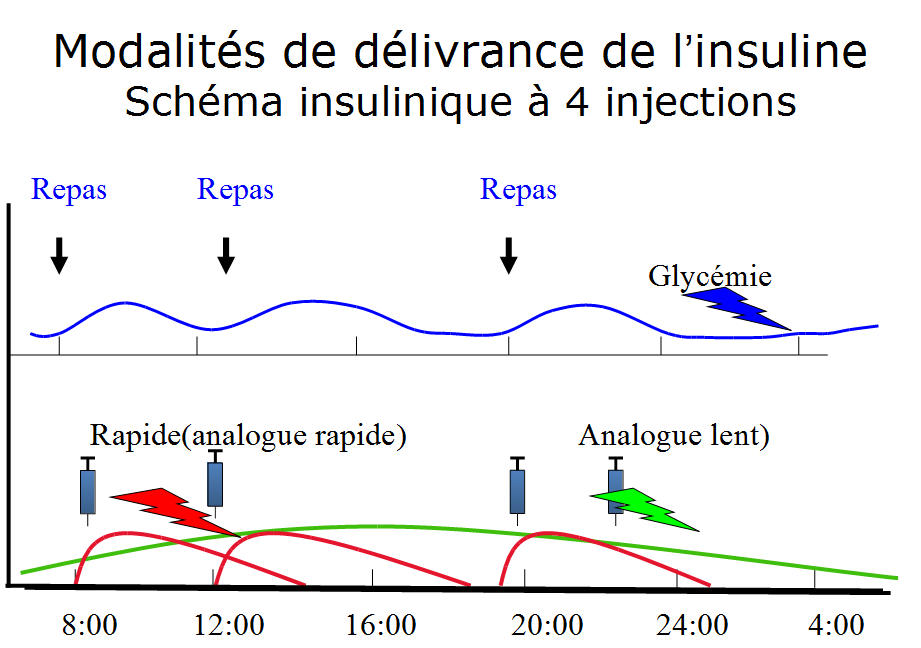 Modalités de délivrance de l’insuline
Schéma insulinique à 4 injections
Repas Repas Repas
Glycémie
Rapide(analogue rapide) Analogue lent)
8:00 12:00 16:00 20:00 24:00 4:00